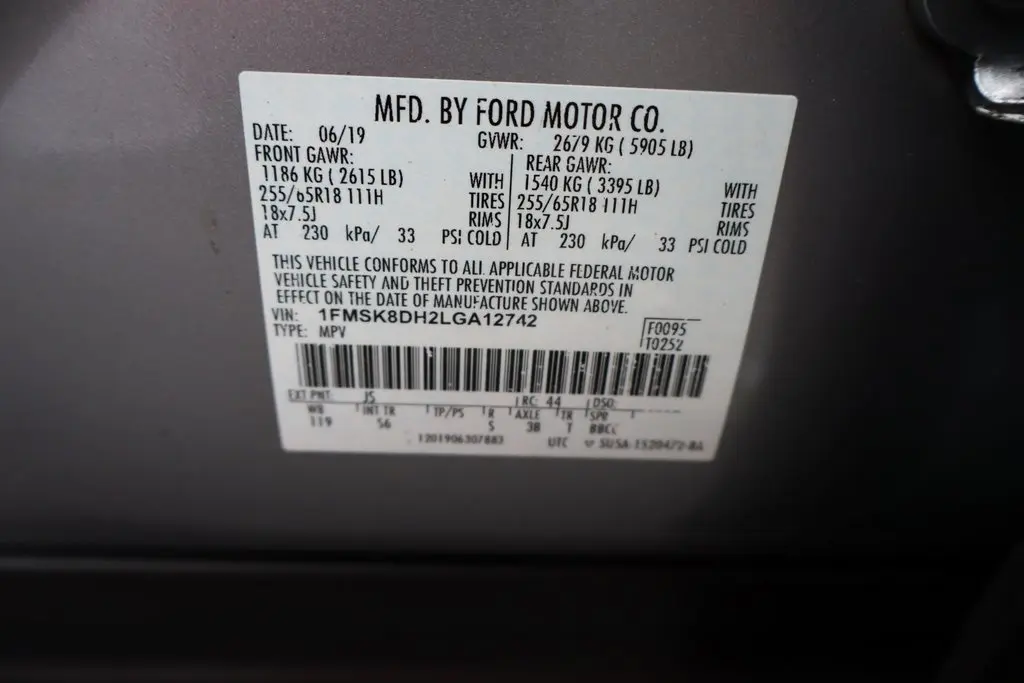 MFD. BY FORD MOTOR CO.
DATE: 06/19 GVWR: 2679 KG ( 5905 LB)
FRONT GAWR: REAR GAWR:
1186 KG ( 2615 LB) WITH 1540 KG ( 3395 LB) WITH
255/65R18 111H TIRES 255/65R18 111H TIRES
18x7.5J RIMS 18x7.5J RIMS
AT 230 kPa/ 33 PSI COLD AT 230 kPa/ 33 PSI COLD
THIS VEHICLE CONFORMS TO ALL APPLICABLE FEDERAL MOTOR
VEHICLE SAFETY AND THEFT PREVENTION STANDARDS IN
EFFECT ON THE DATE OF MANUFACTURE SHOWN ABOVE.
VIN: 1FMSK8DH2LGA12742
TYPE: MPV
F0095
T0252
EXT PNT: JS RC: 44 DSO:
WB INT TR TP/PS R AXLE TR SPR
119 S6 S 3B T BBCC
1201906307883 UTC